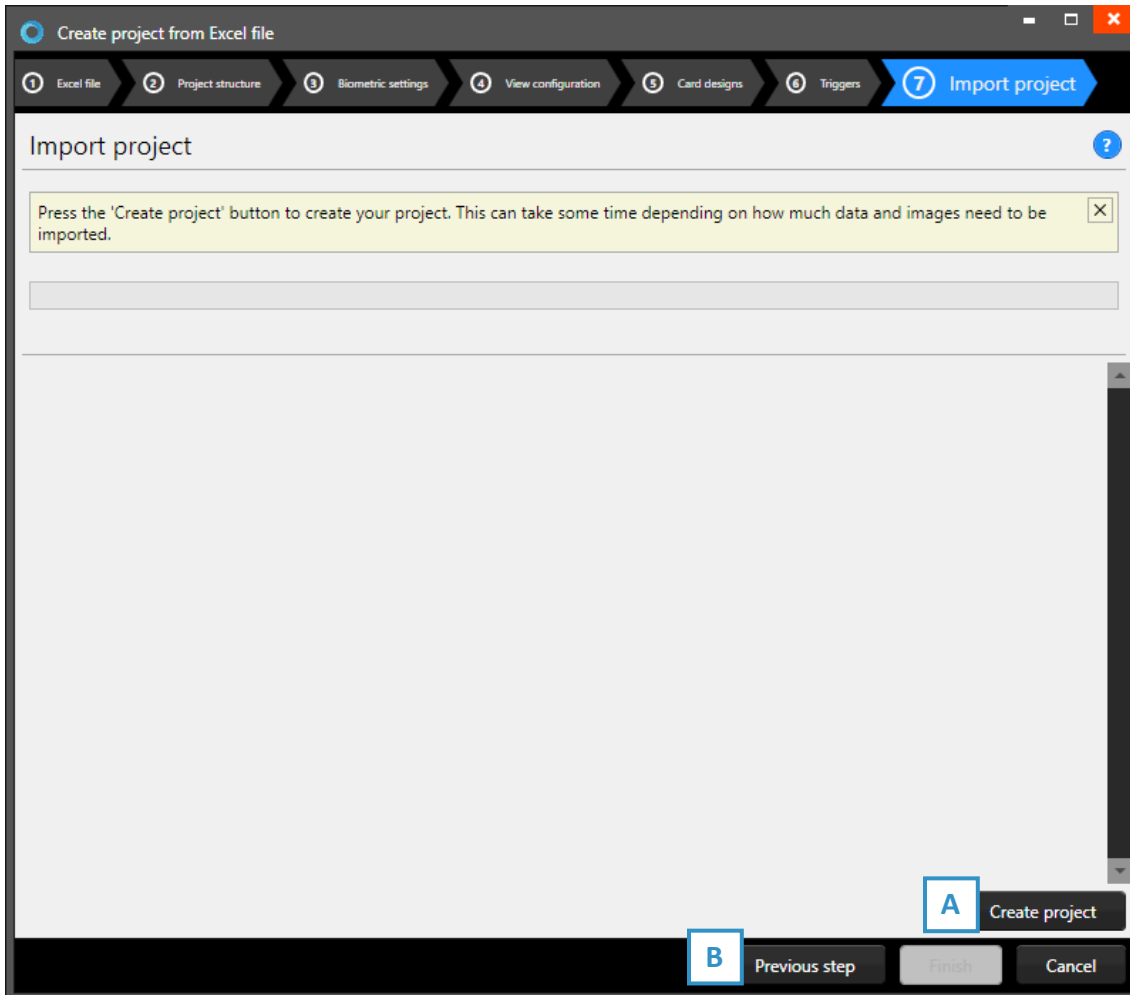 Create project from Excel file
1 Excel file 2 Project structure 3 Biometric settings 4 View configuration 5 Card designs 6 Triggers 7 Import project
Import project
?
Press the 'Create project' button to create your project. This can take some time depending on how much data and images need to be
imported.
A Create project
B Previous step Finish Cancel